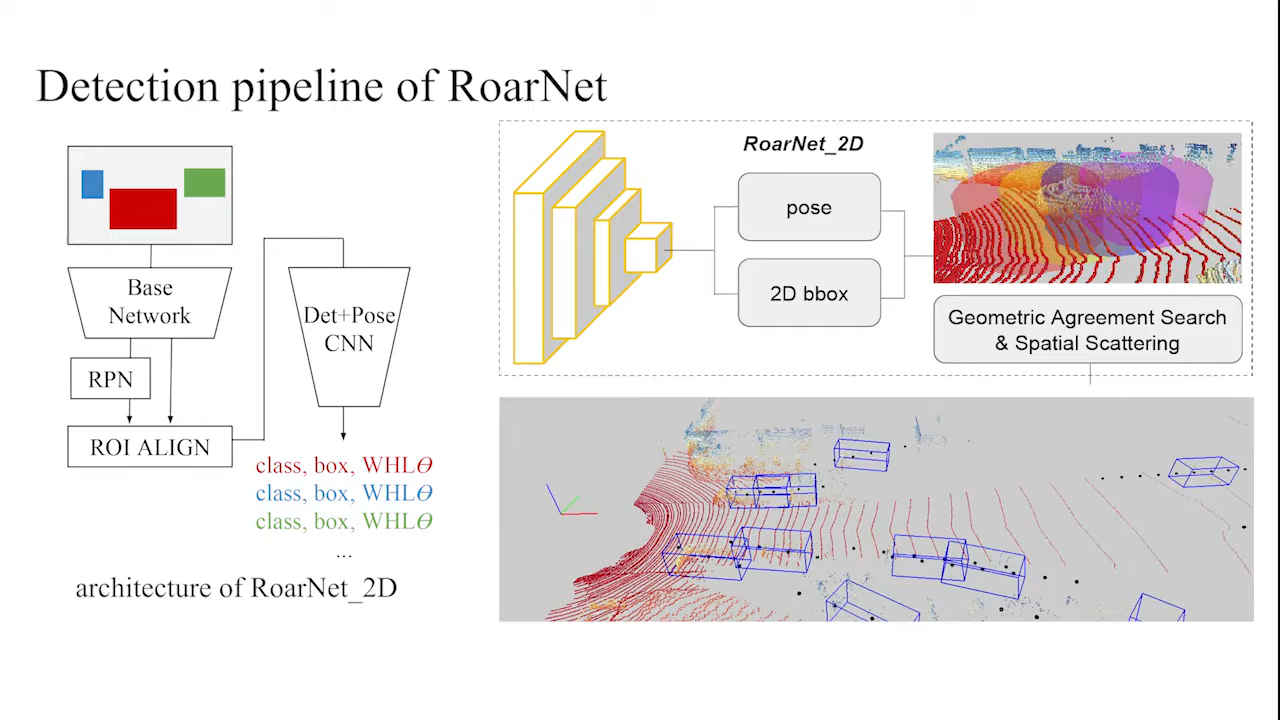 Detection pipeline of RoarNet
Base
Network
RPN
ROI ALIGN
Det+Pose
CNN
class, box, WHLΘ
class, box, WHLΘ
class, box, WHLΘ
...
architecture of RoarNet_2D
RoarNet_2D
pose
2D bbox
Geometric Agreement Search
& Spatial Scattering